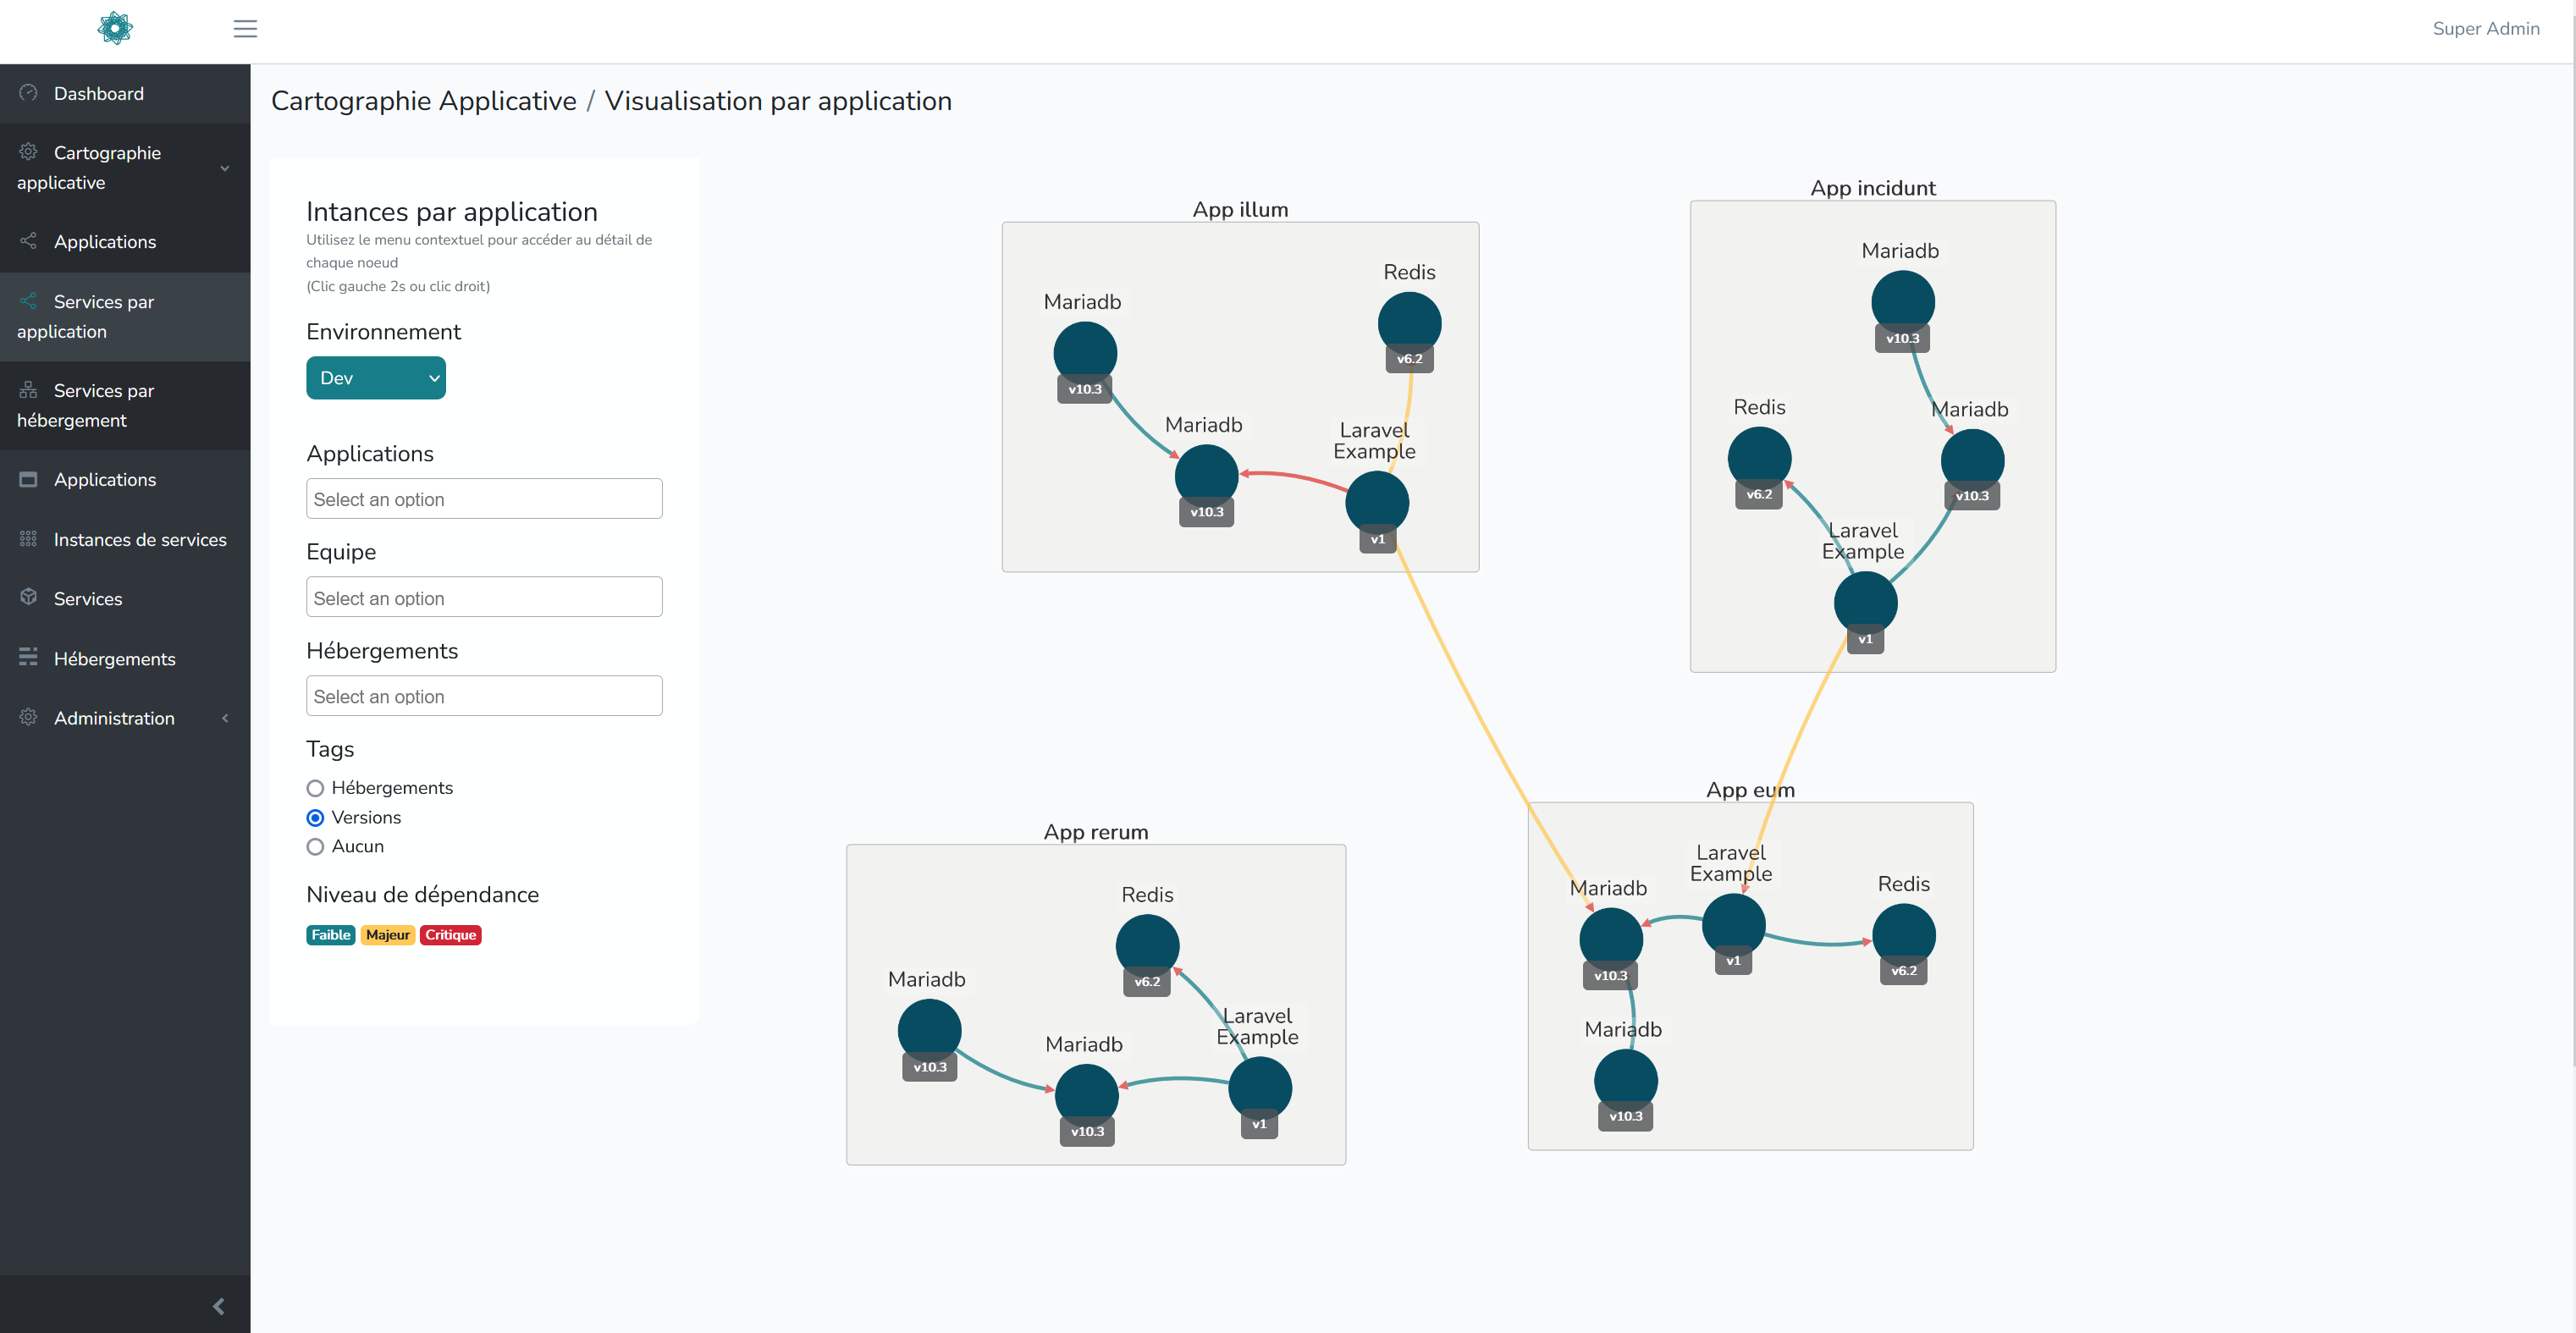 Super Admin
Dashboard
Cartographie
applicative
Applications
Services par
application
Services par
hébergement
Applications
Instances de services
Services
Hébergements
Administration
Cartographie Applicative / Visualisation par application
Intances par application
Utilisez le menu contextuel pour accéder au détail de
chaque noeud
(Clic gauche 2s ou clic droit)
Environnement
Dev
Applications
Select an option
Equipe
Select an option
Hébergements
Select an option
Tags
Hébergements
Versions
Aucun
Niveau de dépendance
Faible Majeur Critique
App illum
Mariadb
v10.3
Redis
v6.2
Mariadb
v10.3
Laravel
Example
v1
App incidunt
Mariadb
v10.3
Redis
v6.2
Mariadb
v10.3
Laravel
Example
v1
App rerum
Redis
v6.2
Mariadb
v10.3
Mariadb
v10.3
Laravel
Example
v1
App eum
Mariadb
v10.3
Laravel
Example
v1
Redis
v6.2
Mariadb
v10.3